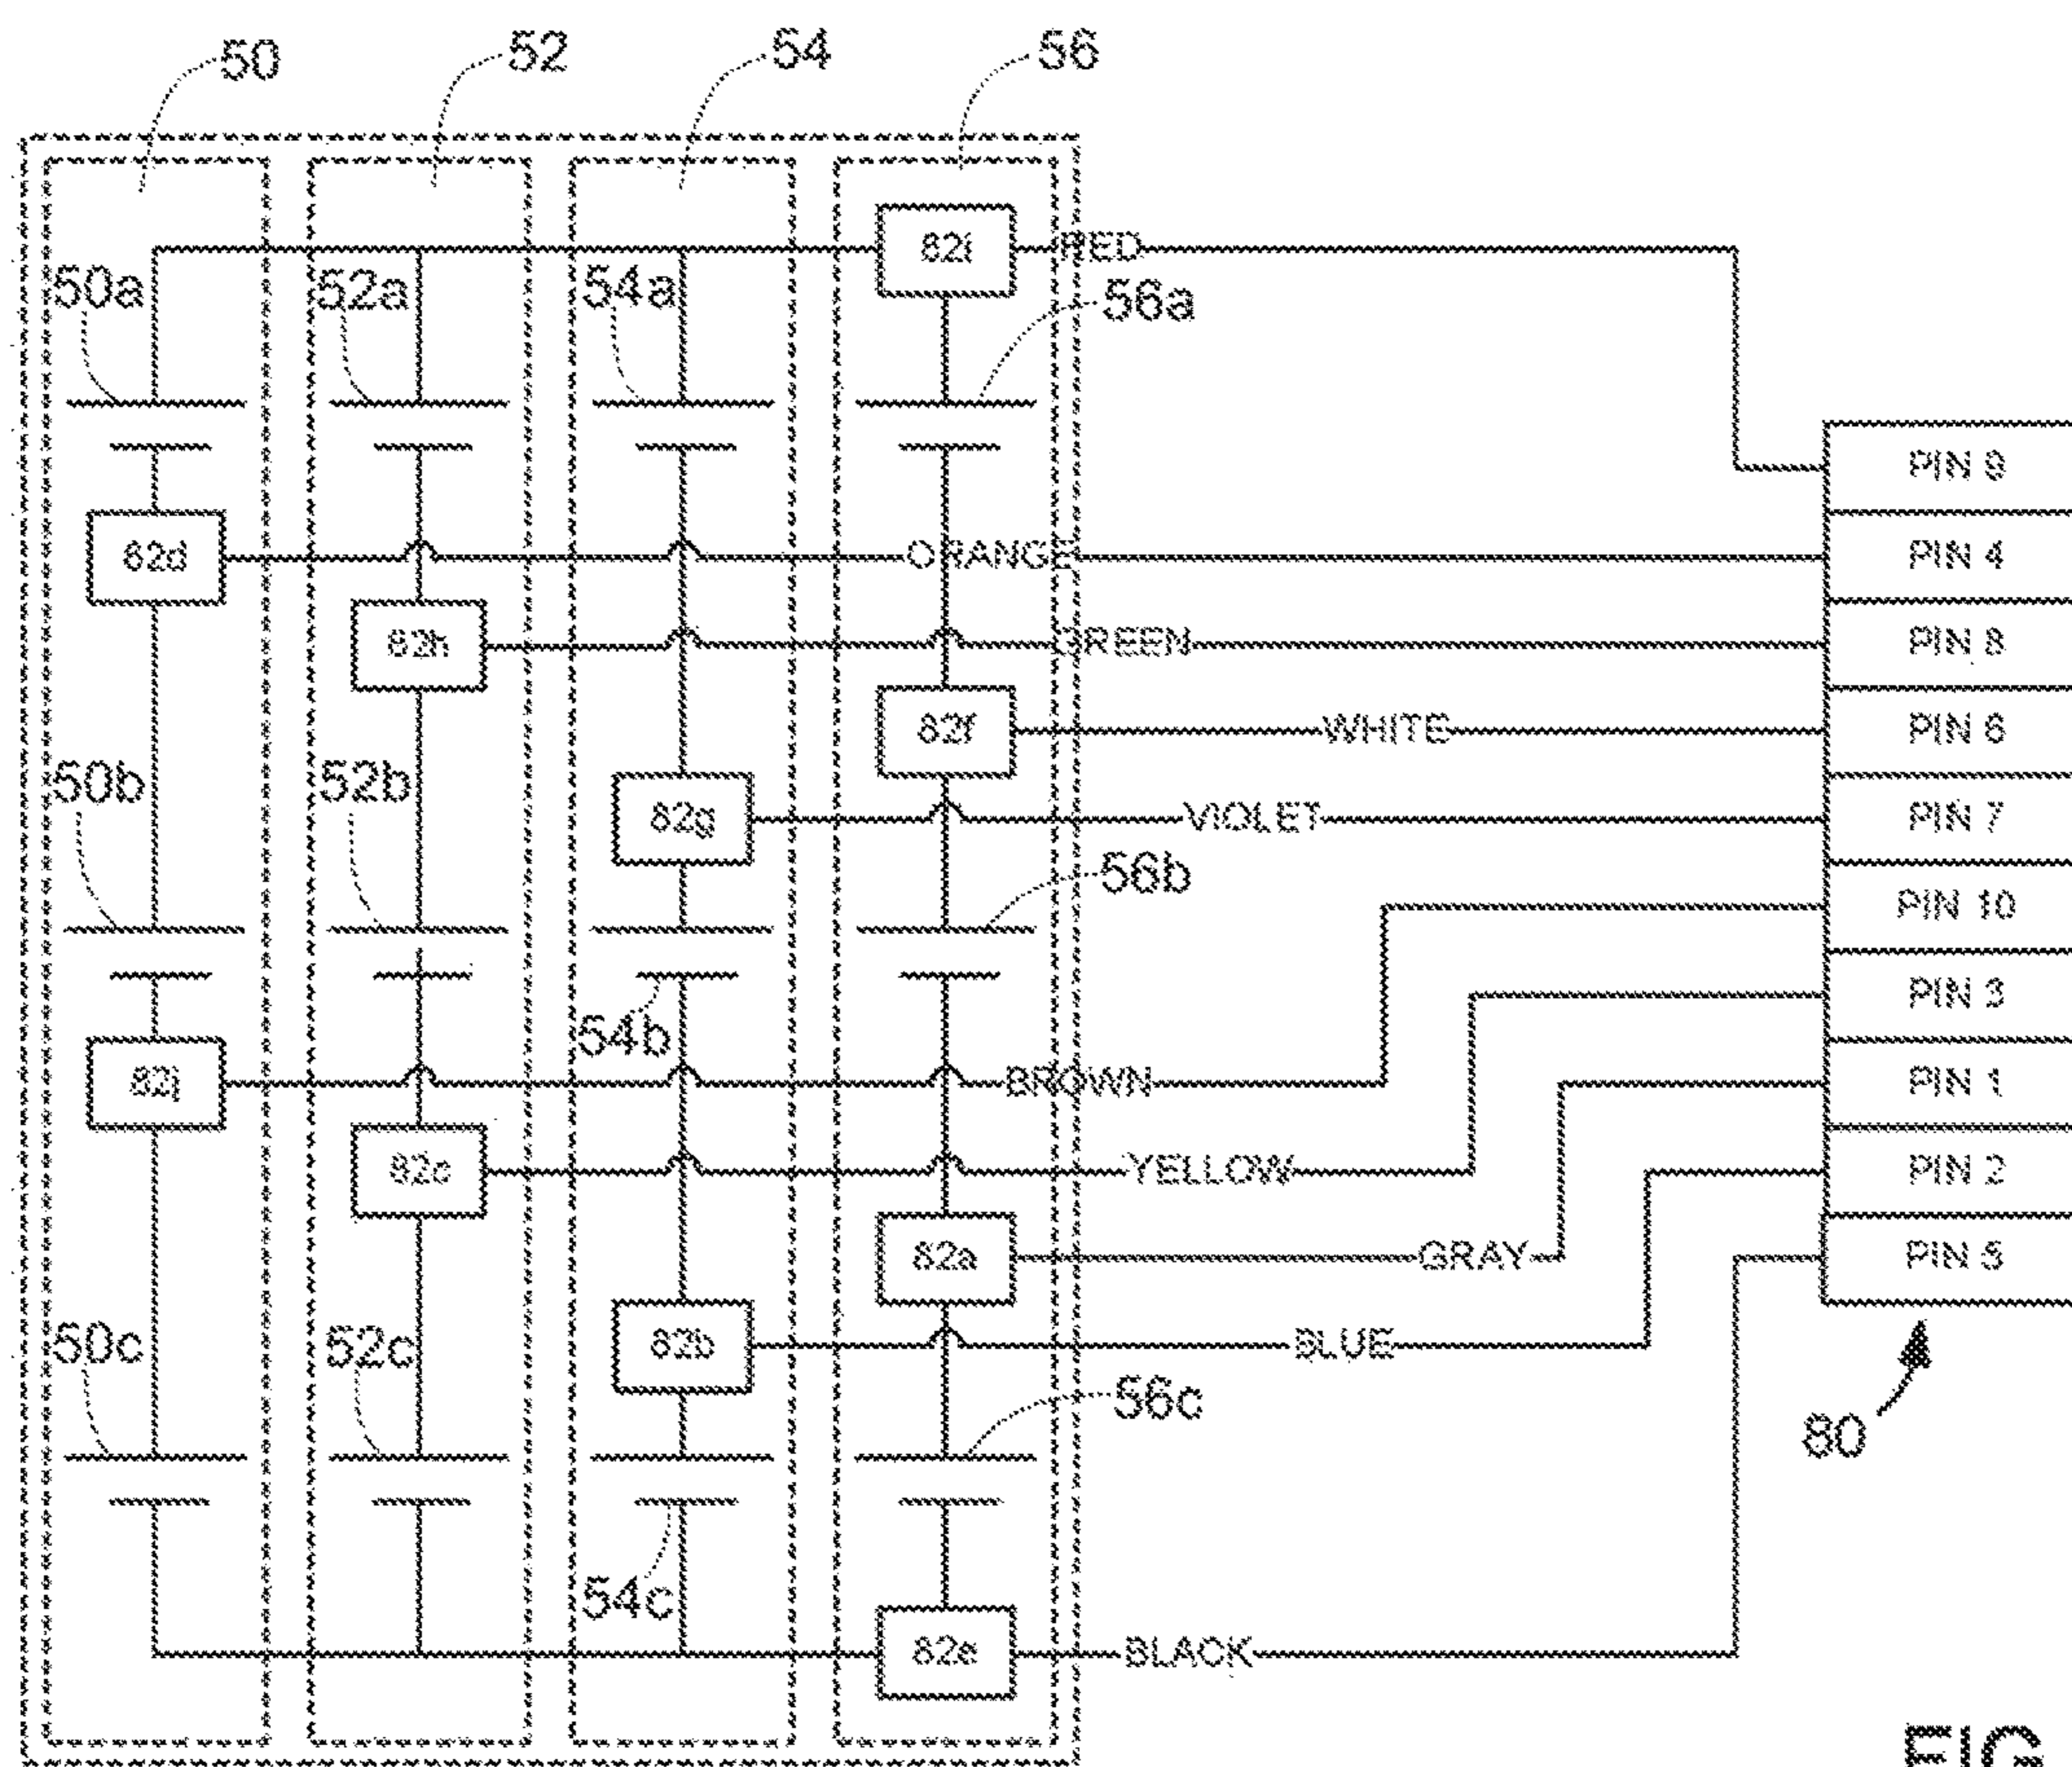 50 52 54 56
82i RED
50a 52a 54a 56a
PIN 9
82d ORANGE PIN 4
82h GREEN PIN 8
82f WHITE PIN 6
50b 52b
82g VIOLET PIN 7
56b
PIN 10
PIN 3
54b
82j BROWN PIN 1
82c YELLOW PIN 2
82a GRAY PIN 5
50c 52c 82b BLUE
56c
80
54c
82e BLACK
FIG